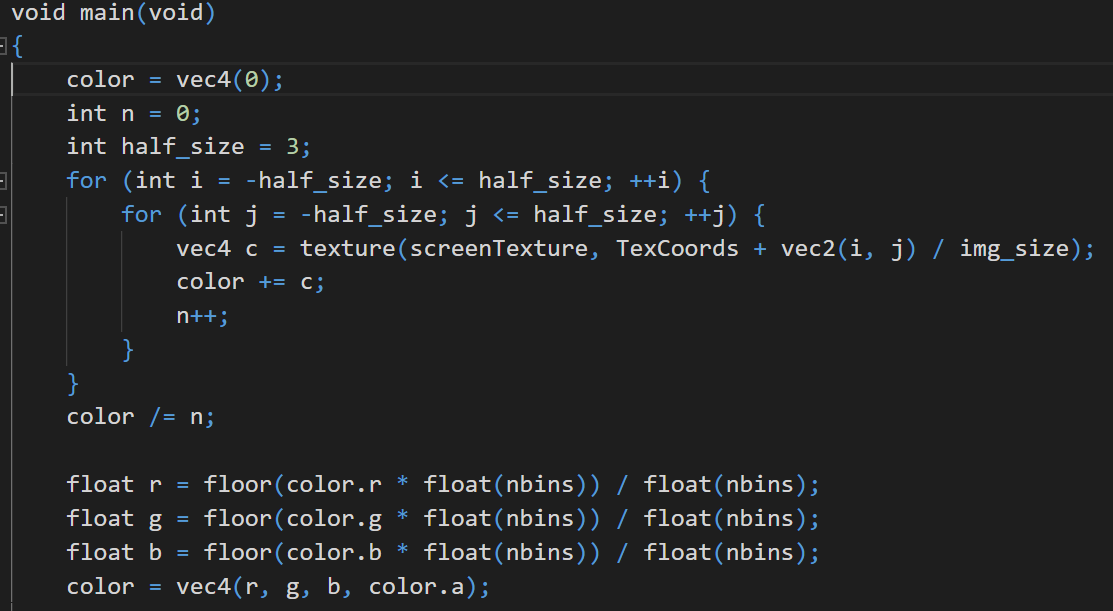 void main(void)
{
    color = vec4(0);
    int n = 0;
    int half_size = 3;
    for (int i = -half_size; i <= half_size; ++i) {
        for (int j = -half_size; j <= half_size; ++j) {
            vec4 c = texture(screenTexture, TexCoords + vec2(i, j) / img_size);
            color += c;
            n++;
        }
    }
    color /= n;

    float r = floor(color.r * float(nbins)) / float(nbins);
    float g = floor(color.g * float(nbins)) / float(nbins);
    float b = floor(color.b * float(nbins)) / float(nbins);
    color = vec4(r, g, b, color.a);